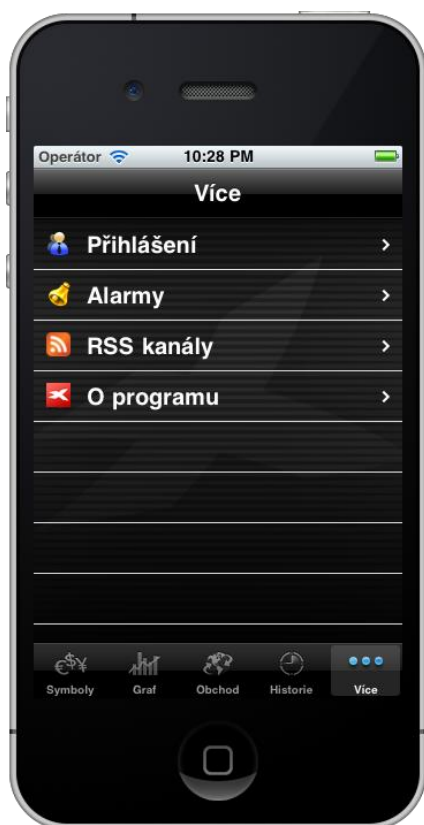 Operátor 10:28 PM
Více
Přihlášení
Alarmy
RSS kanály
O programu
€$¥
Symboly Graf Obchod Historie Více